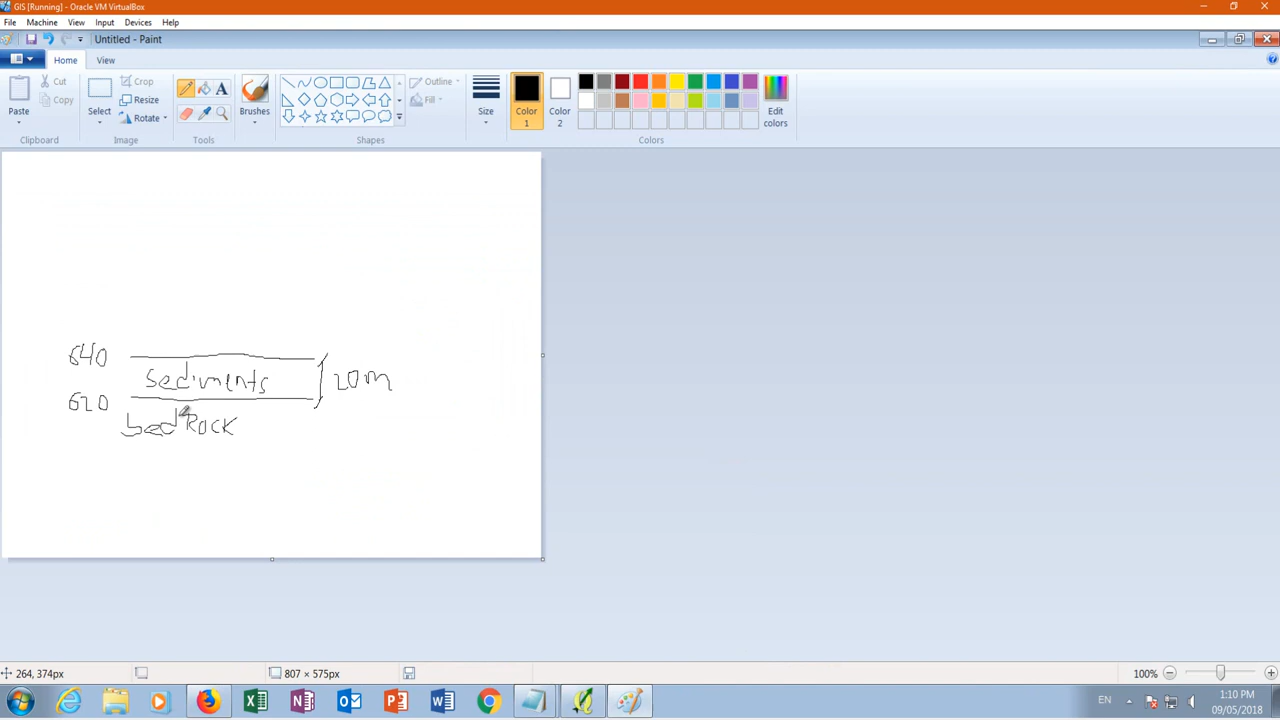 GIS [Running] - Oracle VM VirtualBox
File Machine View Input Devices Help
Untitled - Paint
Home View
Paste
Cut
Copy
Clipboard
Select
Crop
Resize
Rotate
Image
Tools
Brushes
Outline
Fill
Shapes
Size
Color 1
Color 2
Edit colors
Colors
640
sediments
20m
620
bedRock
264, 374px
807 × 575px
100%
EN
1:10 PM
09/05/2018